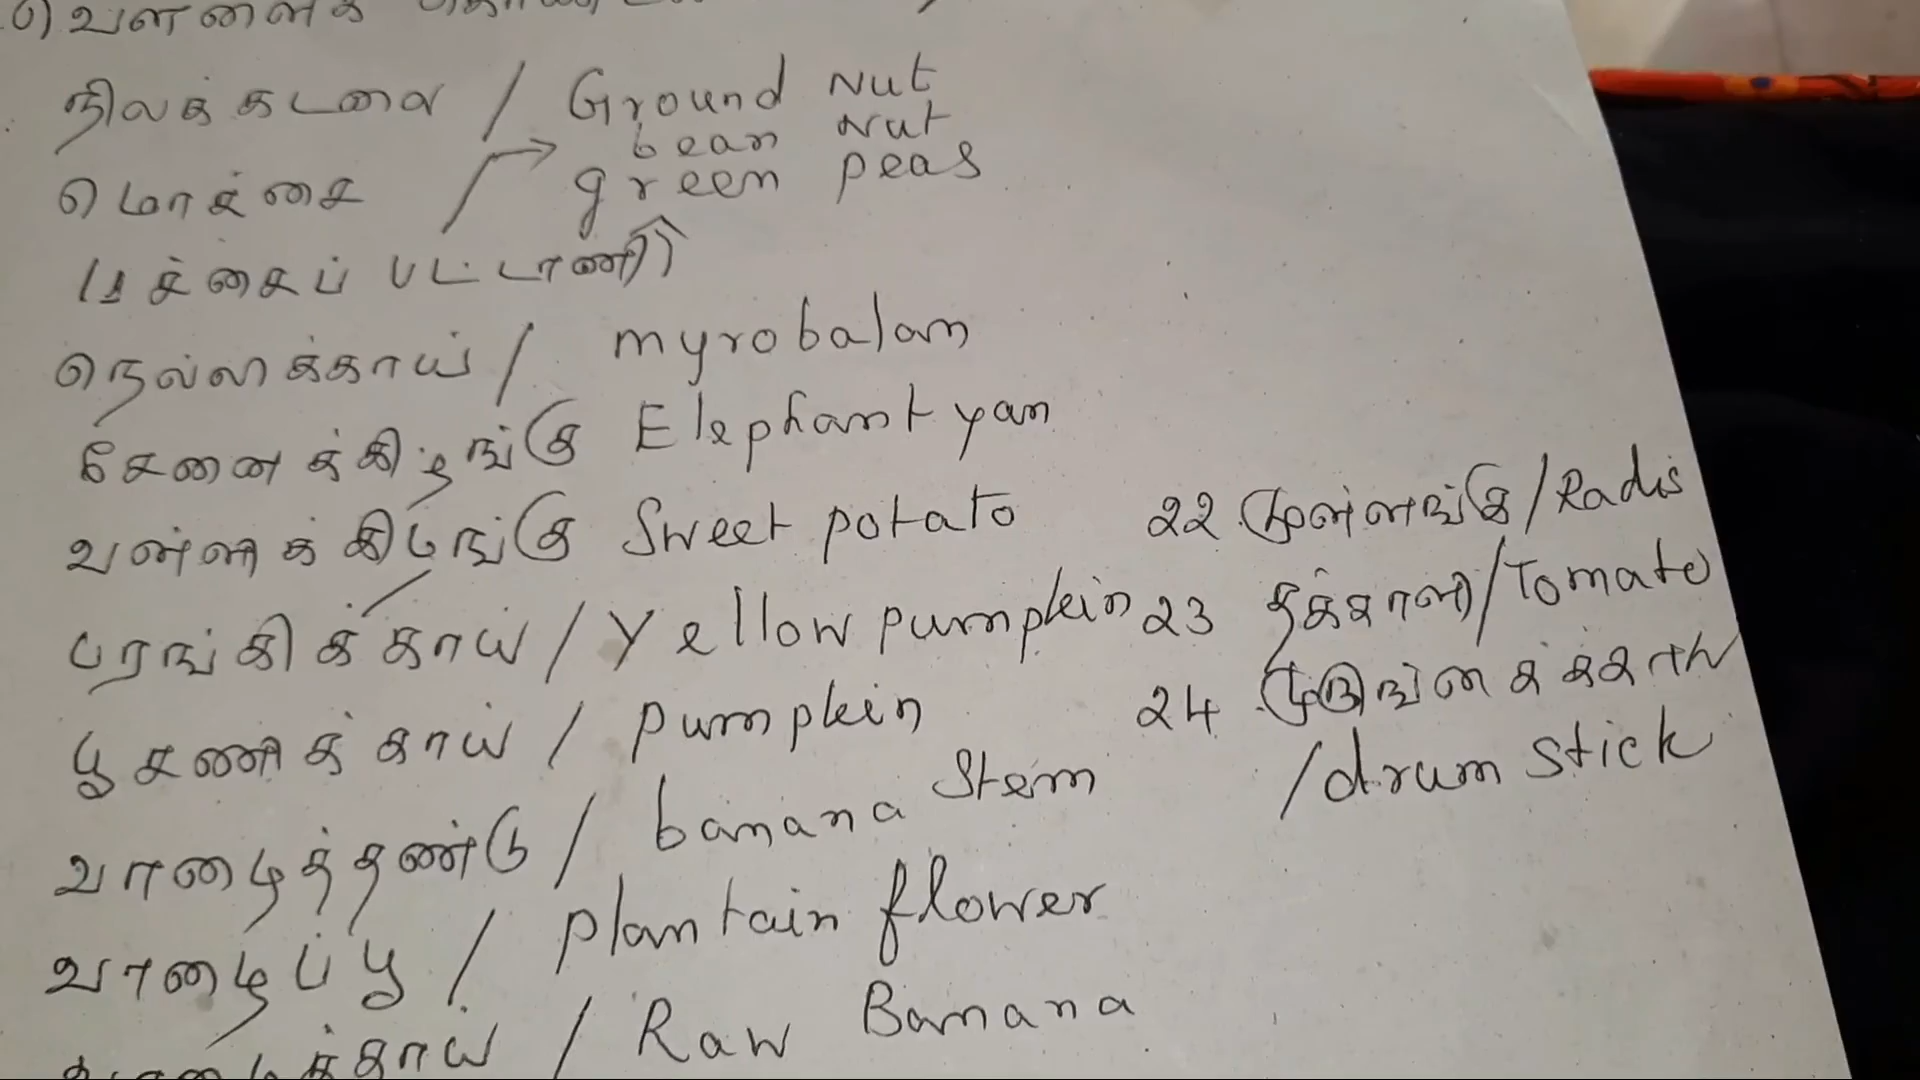 நிலக்கடலை / Ground Nut
மொச்சை / bean Nut
green peas
பச்சைப் பட்டாணி
நெல்லிக்காய் / myrobalan
சேனைக்கிழங்கு Elephant yam
வள்ளிக்கிழங்கு Sweet potato
பரங்கிக்காய் / Yellow pumpkin
பூசணிக்காய் / Pumpkin
வாழைத்தண்டு / banana Stem
வாழைப்பூ / Plantain flower
/ Raw Banana
22 முள்ளங்கி / Radis
23 தக்காளி / Tomato
24 முருங்கைக்காய்
/ drum stick